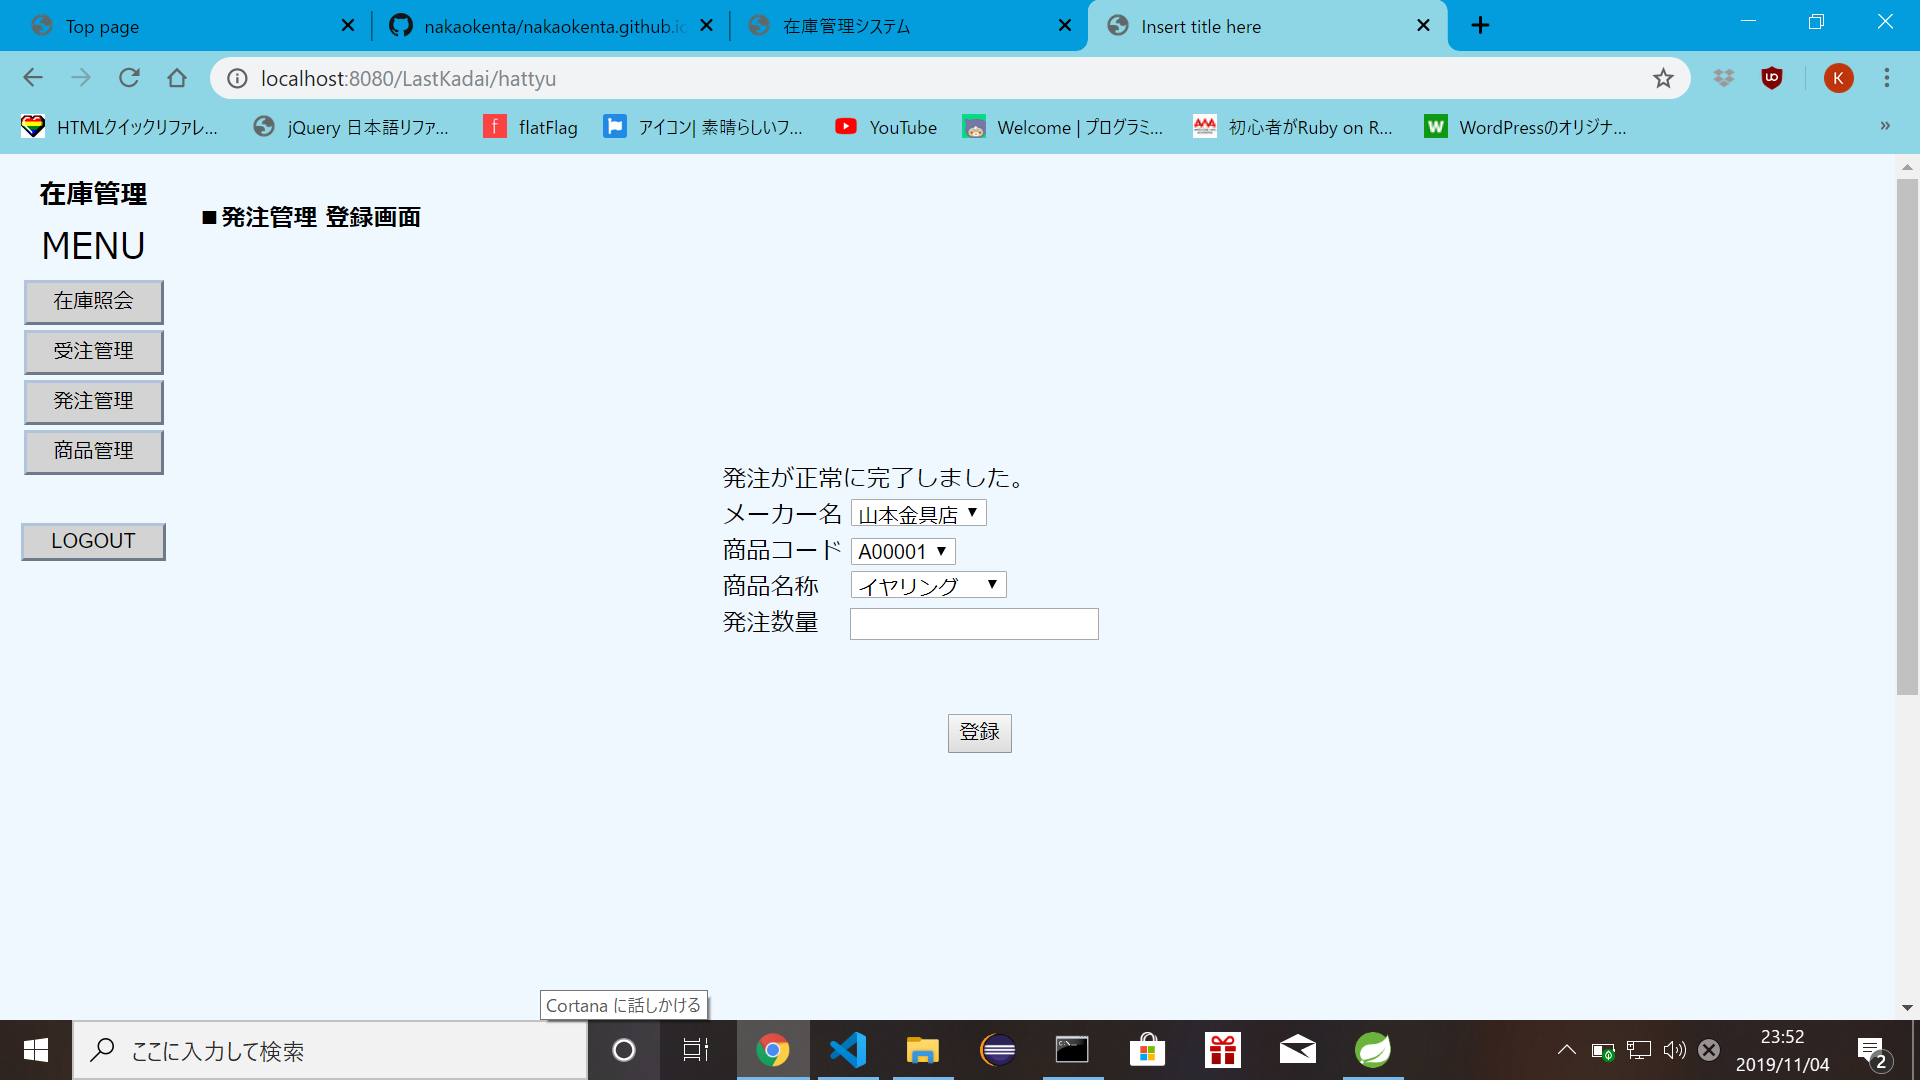 Top page
nakaokenta/nakaokenta.github.io
在庫管理システム
Insert title here
localhost:8080/LastKadai/hattyu
K
HTMLクイックリファレ...
jQuery 日本語リファ...
flatFlag
アイコン| 素晴らしいフ...
YouTube
Welcome | プログラミ...
初心者がRuby on R...
WordPressのオリジナ...
»
在庫管理
MENU
在庫照会
受注管理
発注管理
商品管理
LOGOUT
■発注管理 登録画面
発注が正常に完了しました。
メーカー名 山本金具店
商品コード A00001
商品名称 イヤリング
発注数量
登録
Cortana に話しかける
ここに入力して検索
23:52
2019/11/04
2